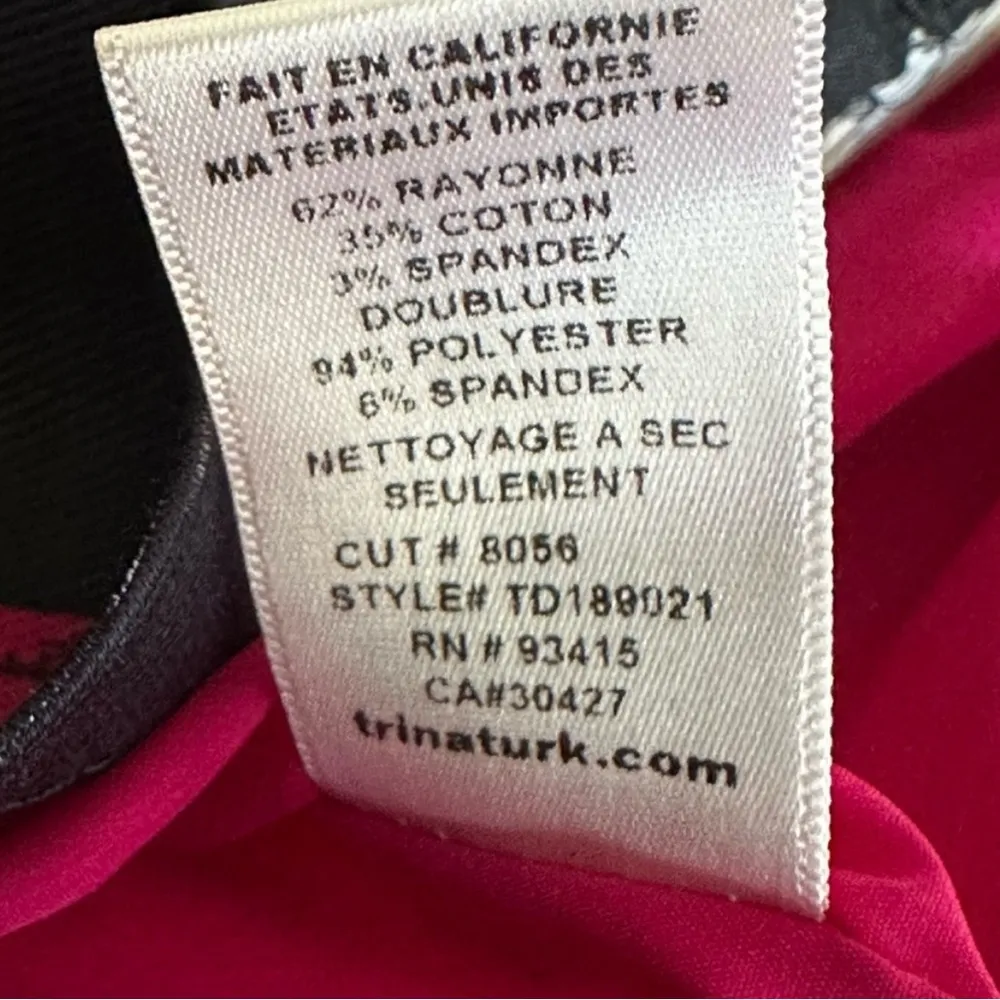 FAIT EN CALIFORNIE
ETATS-UNIS DES
MATERIAUX IMPORTES
62% RAYONNE
35% COTON
3% SPANDEX
DOUBLURE
94% POLYESTER
6% SPANDEX
NETTOYAGE A SEC
SEULEMENT
CUT # 8056
STYLE#
RN # 93415
CA#30427
trinaturk.com